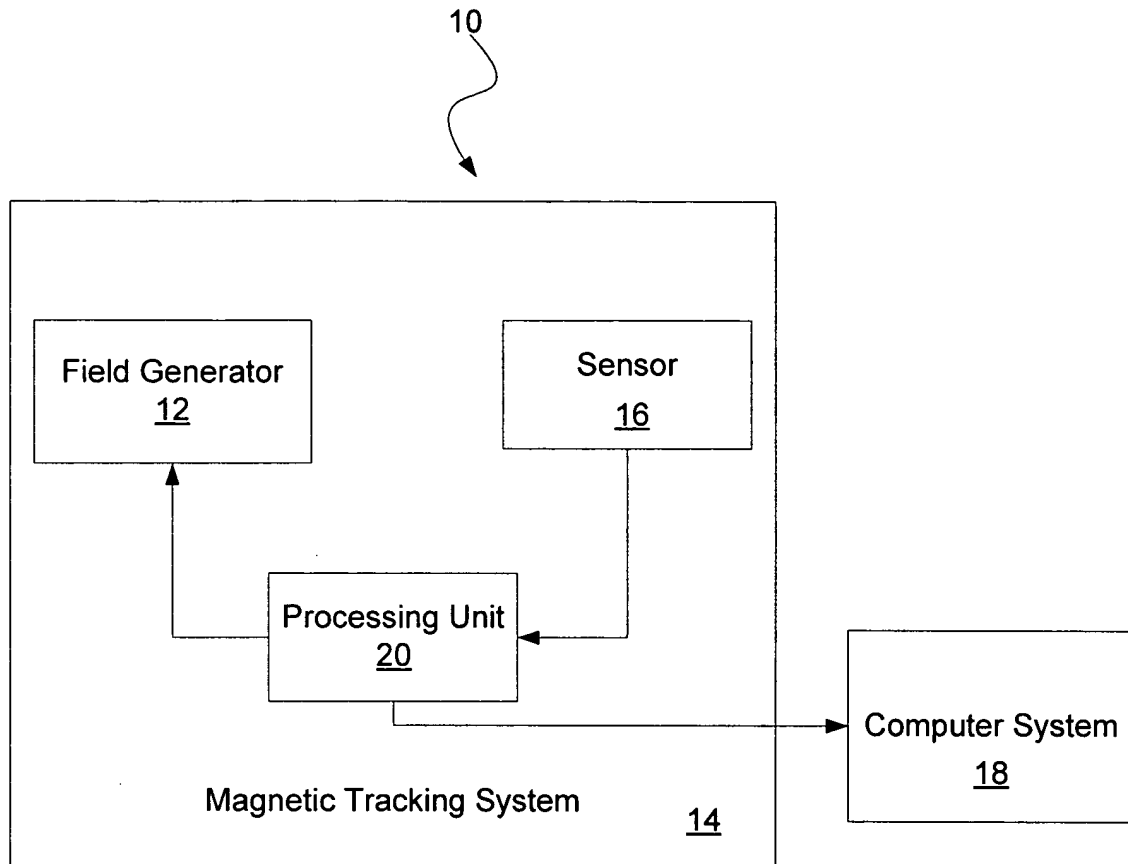 10
Field Generator
12
Sensor
16
Processing Unit
20
Computer System
18
Magnetic Tracking System
14